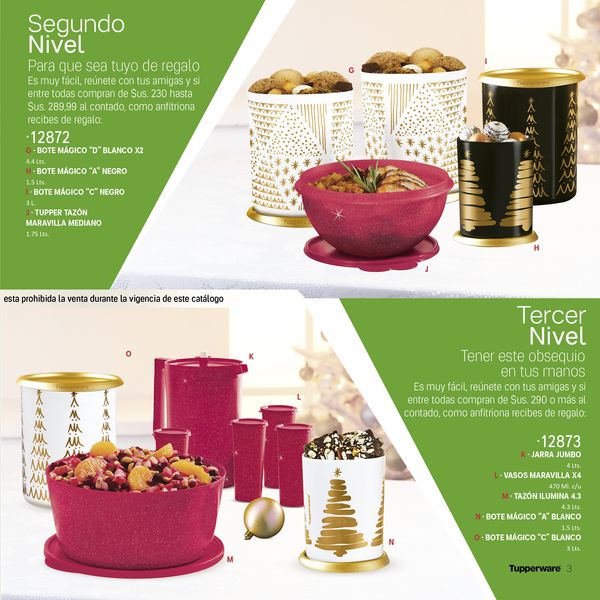 Segundo
Nivel
Para que sea tuyo de regalo
Es muy fácil, reúnete con tus amigas y si
entre todas compran de $us. 230 hasta
$us. 289,99 al contado, como anfitriona
recibes de regalo:
·12872
G - BOTE MÁGICO "D" BLANCO X2
4.4 Lts.
H - BOTE MÁGICO "A" NEGRO
1.5 Lts.
I - BOTE MÁGICO "C" NEGRO
3 L.
J - TUPPER TAZÓN
MARAVILLA MEDIANO
1.75 Lts.
G
I
H
J
esta prohibida la venta durante la vigencia de este catálogo
Tercer
Nivel
Tener este obsequio
en tus manos
Es muy fácil, reúnete con tus amigas y si
entre todas compran de $us. 290 o más al
contado, como anfitriona recibes de regalo:
·12873
K - JARRA JUMBO
4 Lts.
L - VASOS MARAVILLA X4
470 Ml. c/u
M - TAZÓN ILUMINA 4.3
4.3 Lts.
N - BOTE MÁGICO "A" BLANCO
1.5 Lts.
O - BOTE MÁGICO "C" BLANCO
3 Lts.
O
K
L
M
N
Tupperware 3